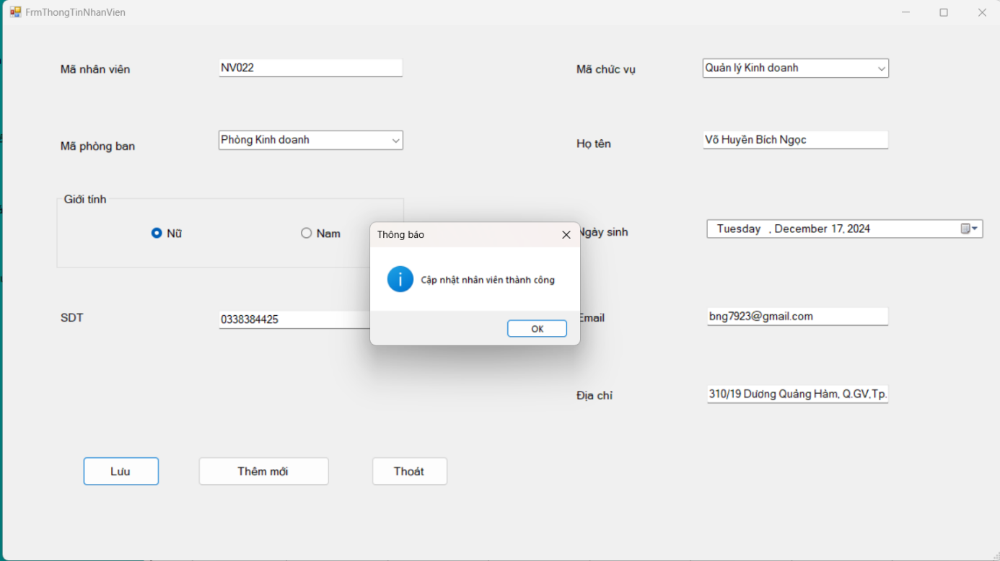 FrmThongTinNhanVien
Mã nhân viên NV022 Mã chức vụ Quản lý Kinh doanh
Mã phòng ban Phòng Kinh doanh Họ tên Võ Huyền Bích Ngọc
Giới tính
Nữ Nam Ngày sinh Tuesday , December 17, 2024
Thông báo
Cập nhật nhân viên thành công
OK
SDT 0338384425 Email bng7923@gmail.com
Địa chỉ 310/19 Dương Quảng Hàm, Q.GV,Tp.
Lưu Thêm mới Thoát